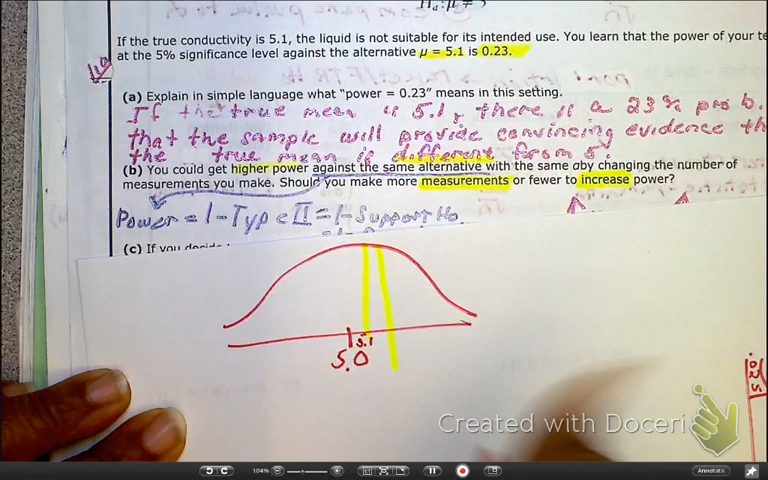 If the true conductivity is 5.1, the liquid is not suitable for its intended use. You learn that the power of your te
at the 5% significance level against the alternative μ = 5.1 is 0.23.
(a) Explain in simple language what "power = 0.23" means in this setting.
If the true mean is 5.1, there is a 23% prob.
that the sample will provide convincing evidence th
the true mean is different from 5.
(b) You could get higher power against the same alternative with the same α by changing the number of
measurements you make. Should you make more measurements or fewer to increase power?
Power = 1 - Type II = 1 - Support Ho
(c) If you decide
5.1
5.0
.025
Created with Doceri
104%
Annotate